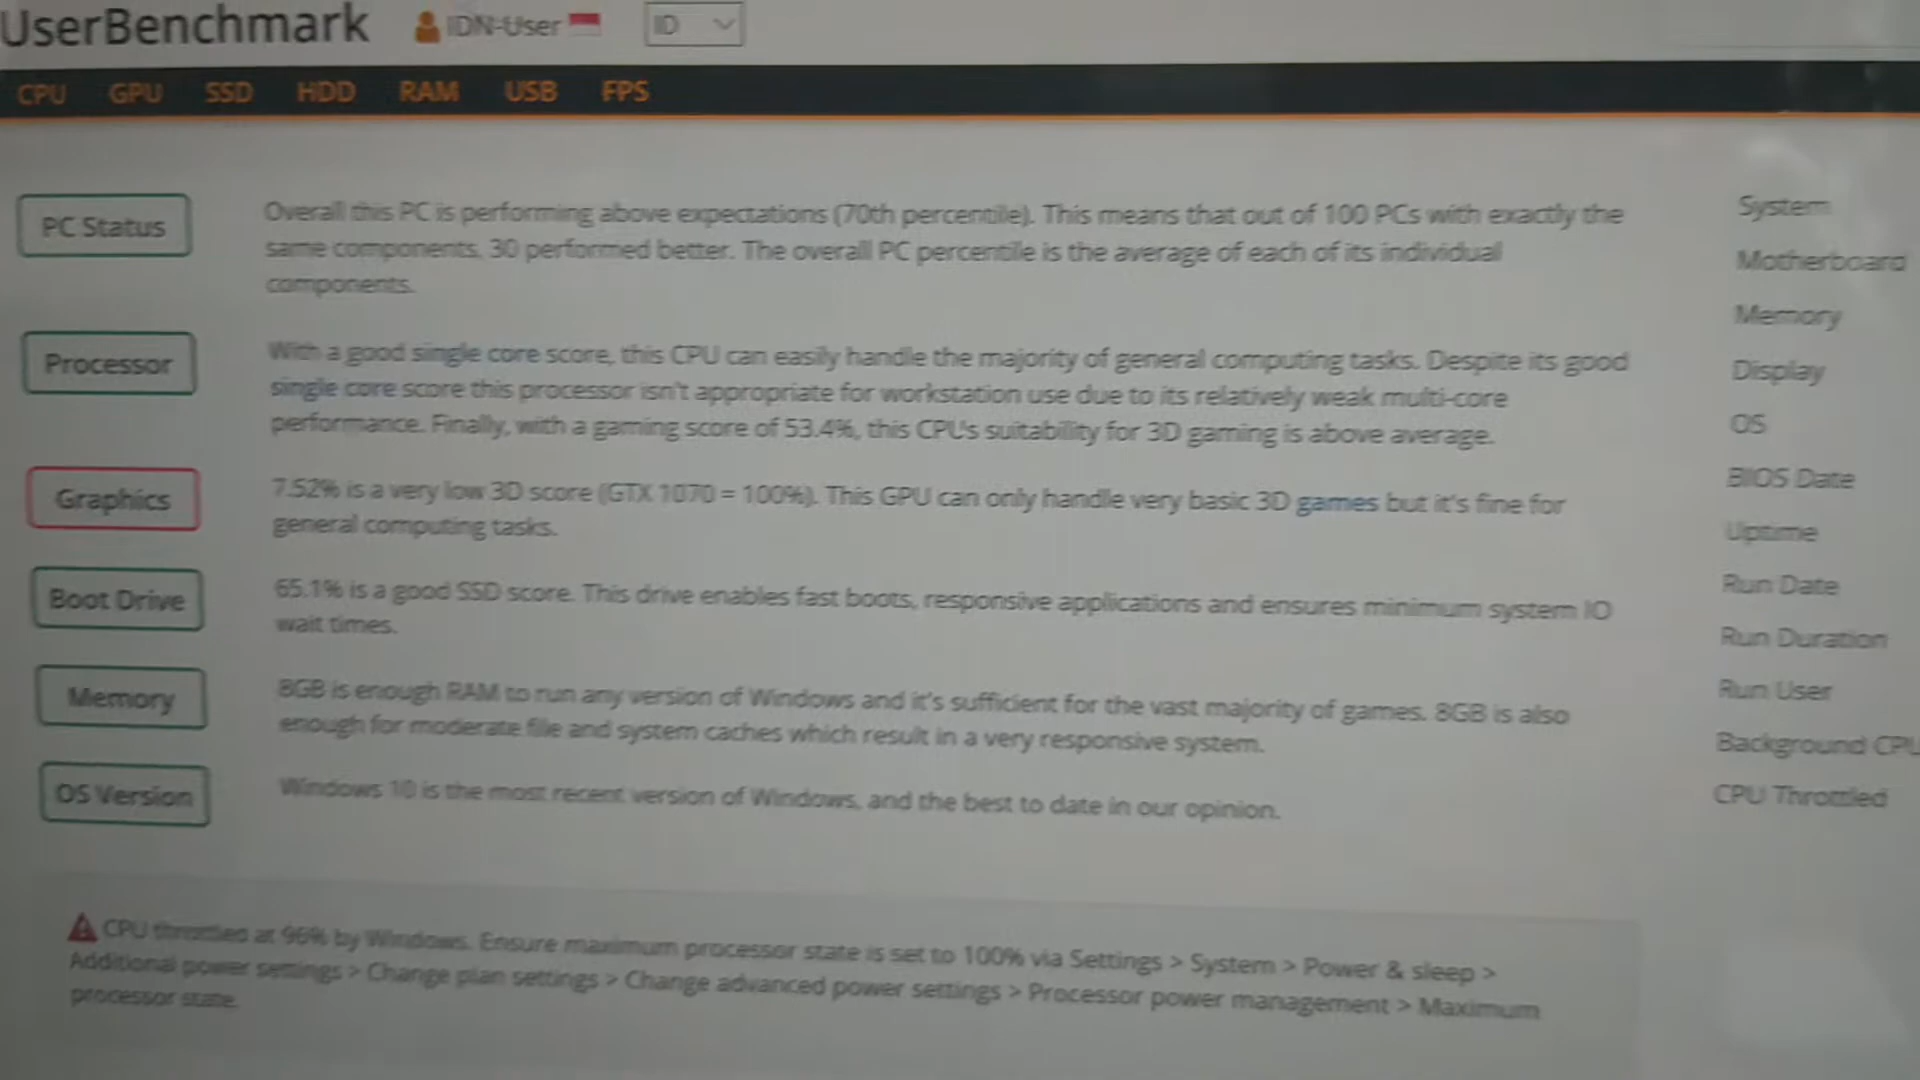 UserBenchmark IDN-User ID
CPU GPU SSD HDD RAM USB FPS
PC Status
Overall this PC is performing above expectations (70th percentile). This means that out of 100 PCs with exactly the
same components, 30 performed better. The overall PC percentile is the average of each of its individual
components.
Processor
With a good single core score, this CPU can easily handle the majority of general computing tasks. Despite its good
single core score this processor isn't appropriate for workstation use due to its relatively weak multi-core
performance. Finally, with a gaming score of 53.4%, this CPU's suitability for 3D gaming is above average.
Graphics
7.52% is a very low 3D score (GTX 1070 = 100%). This GPU can only handle very basic 3D games but it's fine for
general computing tasks.
Boot Drive
65.1% is a good SSD score. This drive enables fast boots, responsive applications and ensures minimum system IO
wait times.
Memory
8GB is enough RAM to run any version of Windows and it's sufficient for the vast majority of games. 8GB is also
enough for moderate file and system caches which result in a very responsive system.
OS Version
Windows 10 is the most recent version of Windows, and the best to date in our opinion.
CPU throttled at 96% by Windows. Ensure maximum processor state is set to 100% via Settings > System > Power & sleep >
Additional power settings > Change plan settings > Change advanced power settings > Processor power management > Maximum
processor state.
System
Motherboard
Memory
Display
OS
BIOS Date
Uptime
Run Date
Run Duration
Run User
Background CPU
CPU Throttled